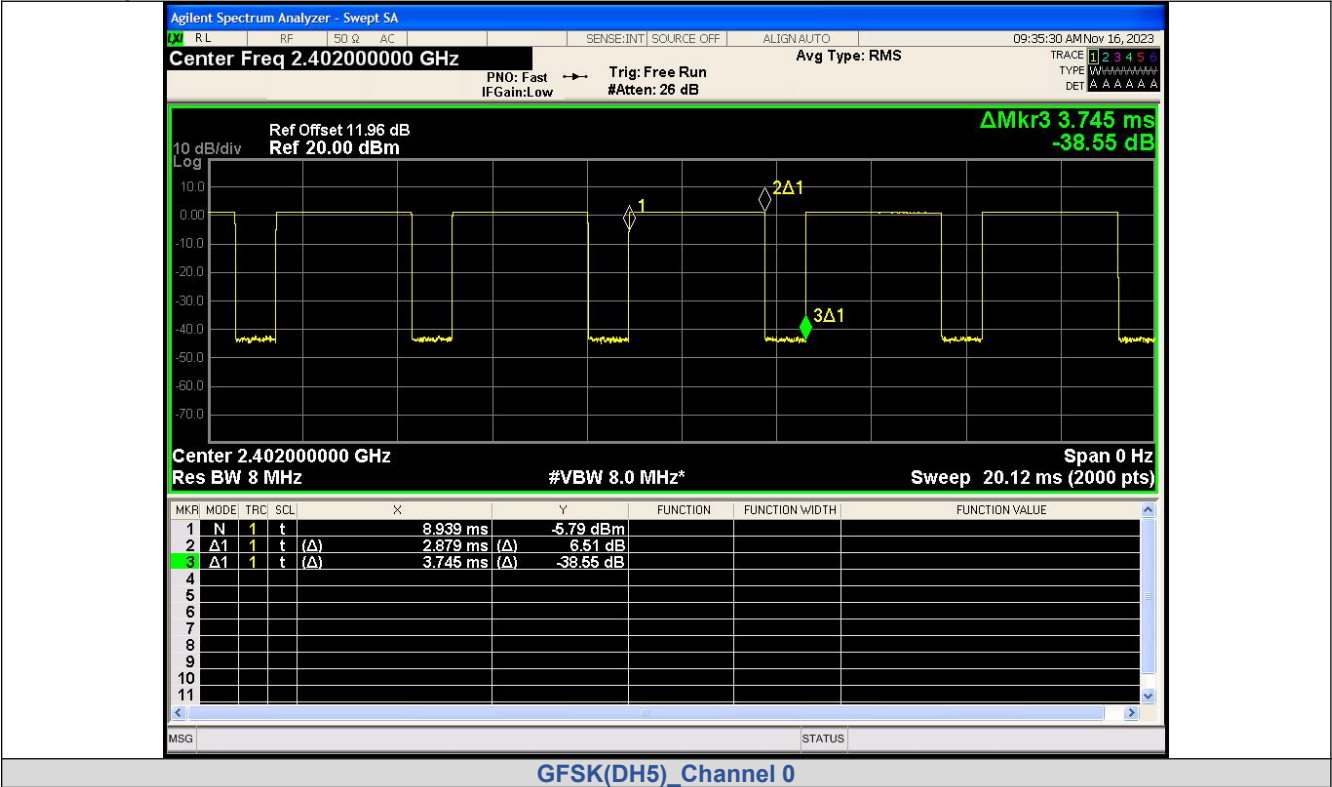 Agilent Spectrum Analyzer - Swept SA
LXI RL RF 50 Ω AC SENSE:INT SOURCE OFF ALIGN AUTO 09:35:30 AM Nov 16, 2023
Center Freq 2.402000000 GHz Avg Type: RMS TRACE 1 2 3 4 5 6
PNO: Fast Trig: Free Run TYPE W
IFGain:Low #Atten: 26 dB DET A A A A A A
ΔMkr3 3.745 ms
Ref Offset 11.96 dB
10 dB/div Ref 20.00 dBm -38.55 dB
Log
10.0
0.00
-10.0
-20.0
-30.0
-40.0
-50.0
-60.0
-70.0
1
2Δ1
3Δ1
Center 2.402000000 GHz Span 0 Hz
Res BW 8 MHz #VBW 8.0 MHz* Sweep 20.12 ms (2000 pts)
MKR MODE TRC SCL X Y FUNCTION FUNCTION WIDTH FUNCTION VALUE
1 N 1 t 8.939 ms -5.79 dBm
2 Δ1 1 t (Δ) 2.879 ms (Δ) 6.51 dB
3 Δ1 1 t (Δ) 3.745 ms (Δ) -38.55 dB
4
5
6
7
8
9
10
11
MSG STATUS
GFSK(DH5)_Channel 0